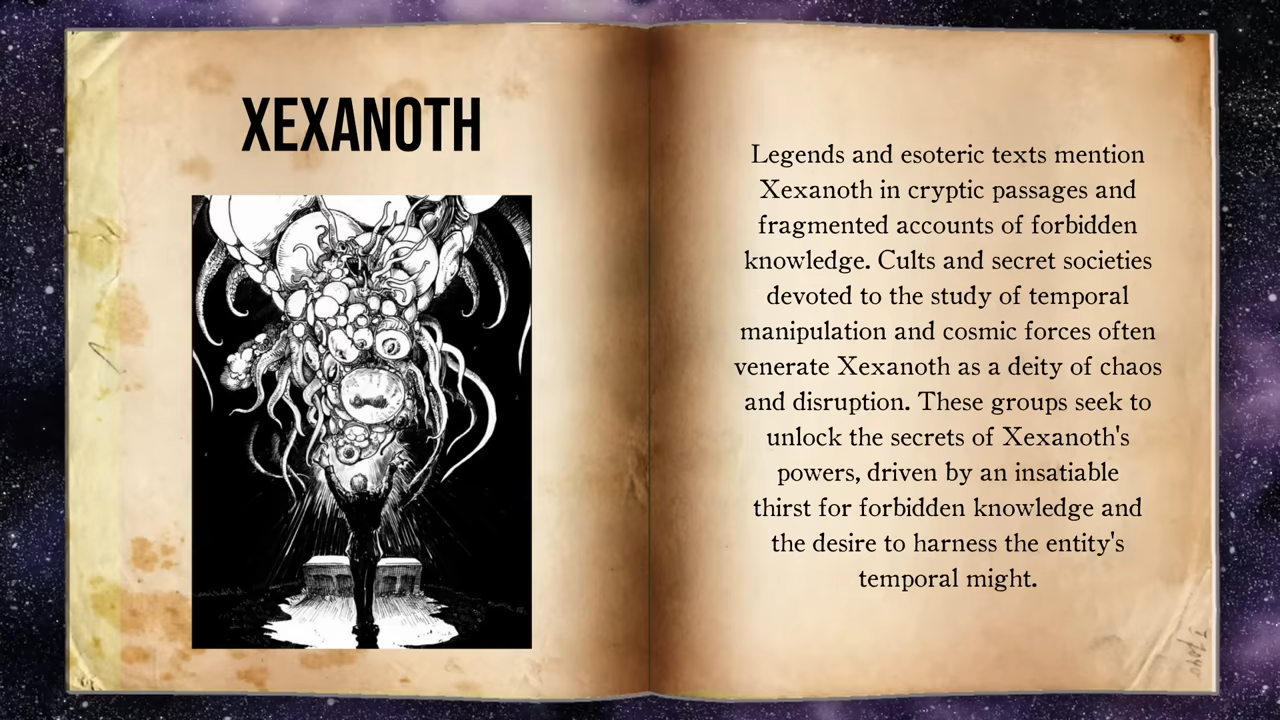 XEXANOTH
Legends and esoteric texts mention
Xexanoth in cryptic passages and
fragmented accounts of forbidden
knowledge. Cults and secret societies
devoted to the study of temporal
manipulation and cosmic forces often
venerate Xexanoth as a deity of chaos
and disruption. These groups seek to
unlock the secrets of Xexanoth's
powers, driven by an insatiable
thirst for forbidden knowledge and
the desire to harness the entity's
temporal might.